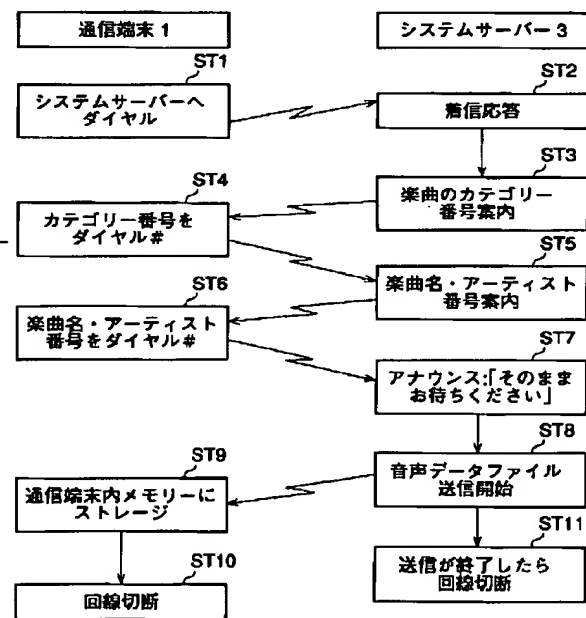 通信端末1
システムサーバー3
ST1
システムサーバーへ
ダイヤル
ST2
着信応答
ST3
楽曲のカテゴリー
番号案内
ST4
カテゴリー番号を
ダイヤル#
ST5
楽曲名・アーティスト
番号案内
ST6
楽曲名・アーティスト
番号をダイヤル#
ST7
アナウンス:「そのまま
お待ちください」
ST8
音声データファイル
送信開始
ST9
通信端末内メモリーに
ストレージ
ST10
回線切断
ST11
送信が終了したら
回線切断